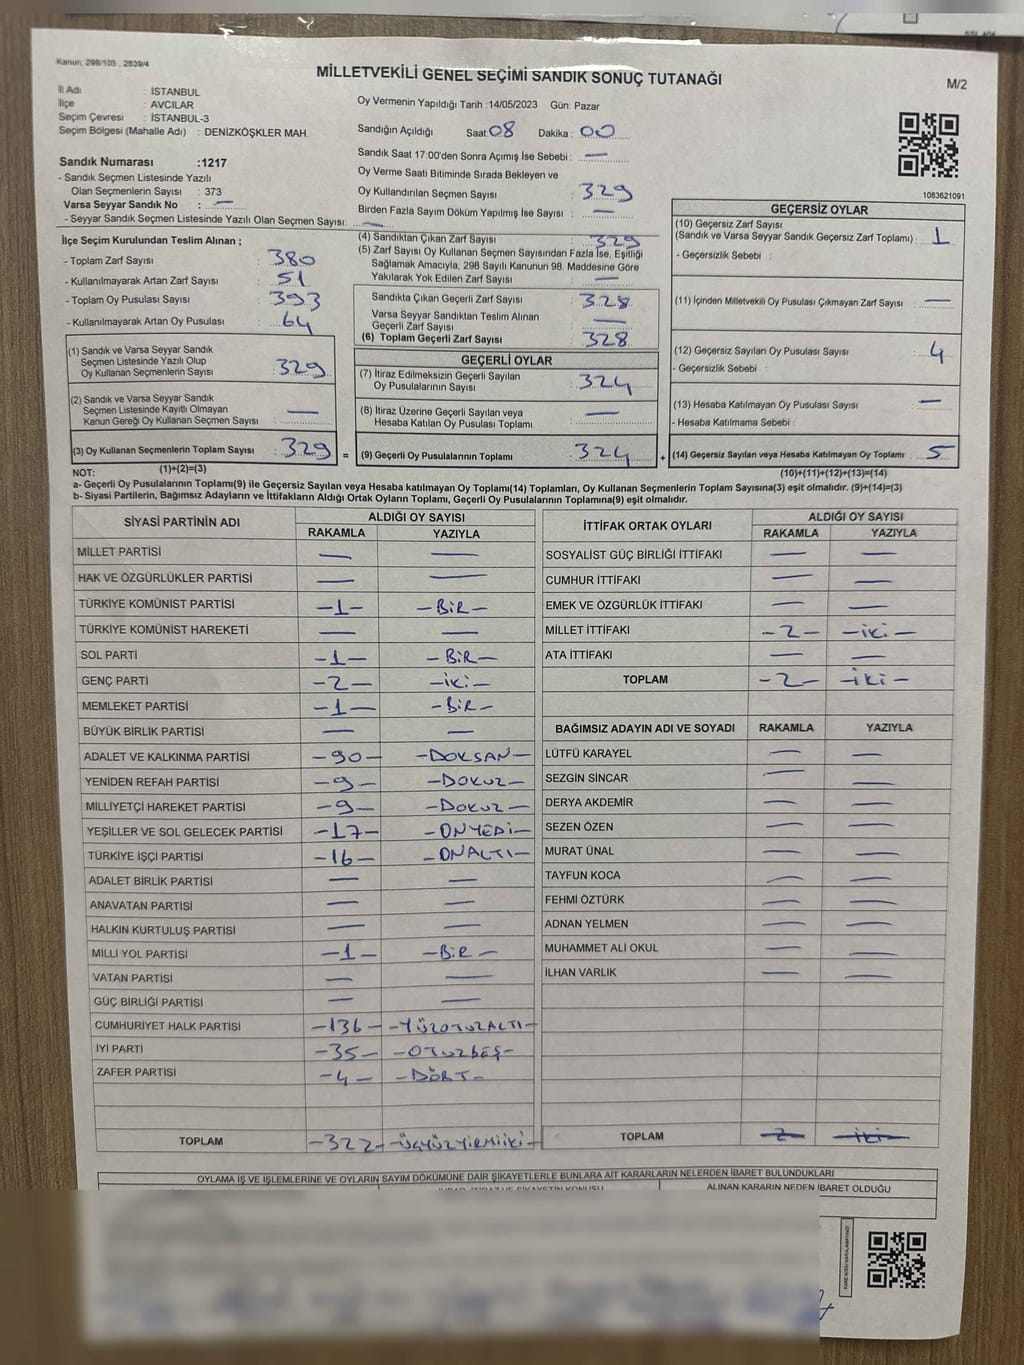 Kanun: 298/105 , 2839/4
MİLLETVEKİLİ GENEL SEÇİMİ SANDIK SONUÇ TUTANAĞI
M/2
İl Adı : İSTANBUL
İlçe : AVCILAR
Seçim Çevresi : İSTANBUL-3
Seçim Bölgesi (Mahalle Adı) : DENİZKÖŞKLER MAH.
Oy Vermenin Yapıldığı Tarih :14/05/2023 Gün: Pazar
Sandığın Açıldığı Saat: 08 Dakika : 00
Sandık Saat 17:00'den Sonra Açımış İse Sebebi : —
Oy Verme Saati Bitiminde Sırada Bekleyen ve
Oy Kullandırılan Seçmen Sayısı : 329
Birden Fazla Sayım Döküm Yapılmış İse Sayısı : —
Sandık Numarası :1217
- Sandık Seçmen Listesinde Yazılı
Olan Seçmenlerin Sayısı : 373
Varsa Seyyar Sandık No : —
- Seyyar Sandık Seçmen Listesinde Yazılı Olan Seçmen Sayısı: —
1083621091
İlçe Seçim Kurulundan Teslim Alınan ;
- Toplam Zarf Sayısı : 380
- Kullanılmayarak Artan Zarf Sayısı : 51
- Toplam Oy Pusulası Sayısı : 393
- Kullanılmayarak Artan Oy Pusulası : 64
(1) Sandık ve Varsa Seyyar Sandık
Seçmen Listesinde Yazılı Olup
Oy Kullanan Seçmenlerin Sayısı : 329
(2) Sandık ve Varsa Seyyar Sandık
Seçmen Listesinde Kayıtlı Olmayan
Kanun Gereği Oy Kullanan Seçmen Sayısı : —
(3) Oy Kullanan Seçmenlerin Toplam Sayısı : 329 =
(1)+(2)=(3)
(4) Sandıktan Çıkan Zarf Sayısı : 329
(5) Zarf Sayısı Oy Kullanan Seçmen Sayısından Fazla İse, Eşitliği
Sağlamak Amacıyla, 298 Sayılı Kanunun 98. Maddesine Göre
Yakılarak Yok Edilen Zarf Sayısı : —
Sandıkta Çıkan Geçerli Zarf Sayısı : 328
Varsa Seyyar Sandıktan Teslim Alınan
Geçerli Zarf Sayısı : —
(6) Toplam Geçerli Zarf Sayısı : 328
GEÇERLİ OYLAR
(7) İtiraz Edilmeksizin Geçerli Sayılan
Oy Pusulalarının Sayısı : 324
(8) İtiraz Üzerine Geçerli Sayılan veya
Hesaba Katılan Oy Pusulası Toplamı : —
(9) Geçerli Oy Pusulalarının Toplamı : 324 +
GEÇERSİZ OYLAR
(10) Geçersiz Zarf Sayısı
(Sandık ve Varsa Seyyar Sandık Geçersiz Zarf Toplamı) : 1
- Geçersizlik Sebebi :
(11) İçinden Milletvekili Oy Pusulası Çıkmayan Zarf Sayısı : —
(12) Geçersiz Sayılan Oy Pusulası Sayısı : 4
- Geçersizlik Sebebi :
(13) Hesaba Katılmayan Oy Pusulası Sayısı : —
- Hesaba Katılmama Sebebi :
(14) Geçersiz Sayılan veya Hesaba Katılmayan Oy Toplamı : 5
(10)+(11)+(12)+(13)=(14)
NOT:
a- Geçerli Oy Pusulalarının Toplamı(9) ile Geçersiz Sayılan veya Hesaba katılmayan Oy Toplamı(14) Toplamları, Oy Kullanan Seçmenlerin Toplam Sayısına(3) eşit olmalıdır. (9)+(14)=(3)
b- Siyasi Partilerin, Bağımsız Adayların ve İttifakların Aldığı Ortak Oyların Toplamı, Geçerli Oy Pusulalarının Toplamına(9) eşit olmalıdır.
SİYASİ PARTİNİN ADI ALDIĞI OY SAYISI
RAKAMLA YAZIYLA
MİLLET PARTİSİ — —
HAK VE ÖZGÜRLÜKLER PARTİSİ — —
TÜRKİYE KOMÜNİST PARTİSİ -1- -BİR-
TÜRKİYE KOMÜNİST HAREKETİ — —
SOL PARTİ -1- -BİR-
GENÇ PARTİ -2- -İKİ-
MEMLEKET PARTİSİ -1- -BİR-
BÜYÜK BİRLİK PARTİSİ — —
ADALET VE KALKINMA PARTİSİ -90- -DOKSAN-
YENİDEN REFAH PARTİSİ -9- -DOKUZ-
MİLLİYETÇİ HAREKET PARTİSİ -9- -DOKUZ-
YEŞİLLER VE SOL GELECEK PARTİSİ -17- -ONYEDİ-
TÜRKİYE İŞÇİ PARTİSİ -16- -ONALTI-
ADALET BİRLİK PARTİSİ — —
ANAVATAN PARTİSİ — —
HALKIN KURTULUŞ PARTİSİ — —
MİLLİ YOL PARTİSİ -1- -BİR-
VATAN PARTİSİ — —
GÜÇ BİRLİĞİ PARTİSİ — —
CUMHURİYET HALK PARTİSİ -136- -YÜZOTUZALTI-
İYİ PARTİ -35- -OTUZBEŞ-
ZAFER PARTİSİ -4- -DÖRT-
TOPLAM -322- -ÜÇYÜZYİRMİİKİ-
İTTİFAK ORTAK OYLARI ALDIĞI OY SAYISI
RAKAMLA YAZIYLA
SOSYALİST GÜÇ BİRLİĞİ İTTİFAKI — —
CUMHUR İTTİFAKI — —
EMEK VE ÖZGÜRLÜK İTTİFAKI — —
MİLLET İTTİFAKI -2- -İKİ-
ATA İTTİFAKI — —
TOPLAM -2- -İKİ-
BAĞIMSIZ ADAYIN ADI VE SOYADI RAKAMLA YAZIYLA
LÜTFÜ KARAYEL — —
SEZGİN SİNCAR — —
DERYA AKDEMİR — —
SEZEN ÖZEN — —
MURAT ÜNAL — —
TAYFUN KOCA — —
FEHMİ ÖZTÜRK — —
ADNAN YELMEN — —
MUHAMMET ALİ OKUL — —
İLHAN VARLIK — —
TOPLAM -2- -İKİ-
OYLAMA İŞ VE İŞLEMLERİNE VE OYLARIN SAYIM DÖKÜMÜNE DAİR ŞİKAYETLERLE BUNLARA AİT KARARLARIN NELERDEN İBARET BULUNDUKLARI
ALINAN KARARIN NEDEN İBARET OLDUĞU